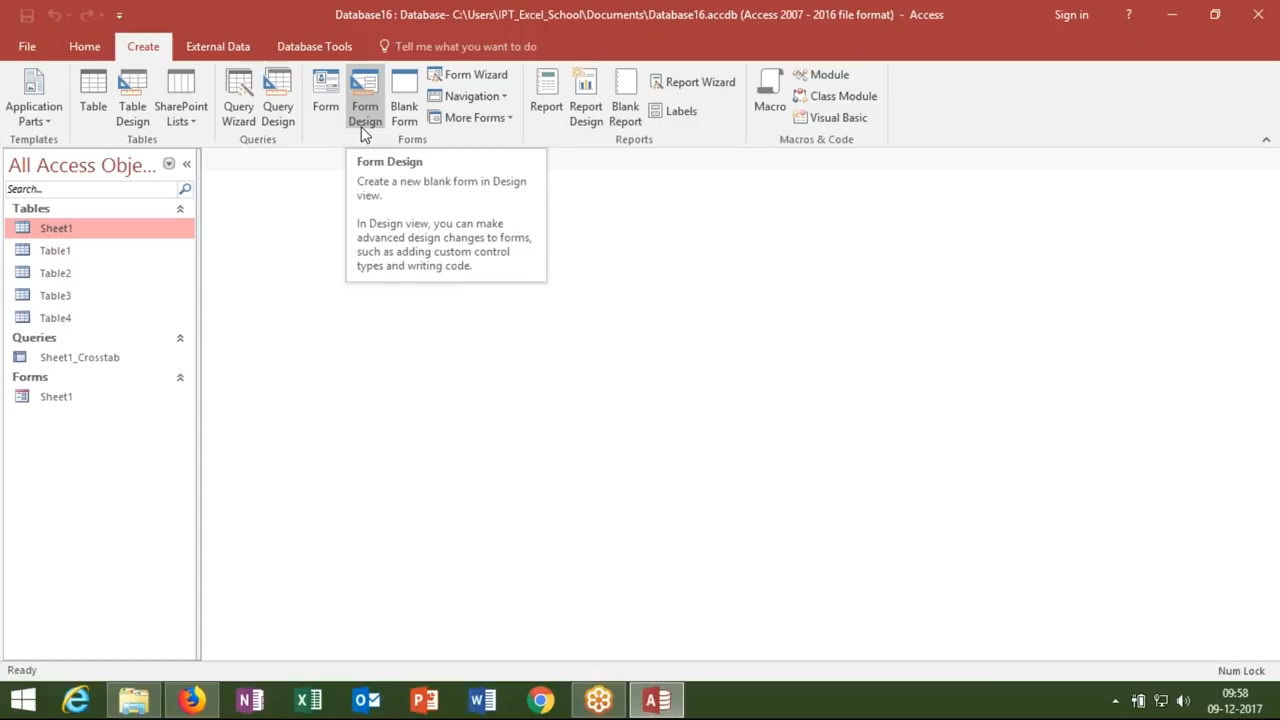 Database16 : Database- C:\Users\IPT_Excel_School\Documents\Database16.accdb (Access 2007 - 2016 file format) - Access
Sign in
?
File
Home
Create
External Data
Database Tools
Tell me what you want to do
Application Parts
Table
Table Design
SharePoint Lists
Query Wizard
Query Design
Form
Form Design
Blank Form
Form Wizard
Navigation
More Forms
Report
Report Design
Blank Report
Report Wizard
Labels
Macro
Module
Class Module
Visual Basic
Templates
Tables
Queries
Forms
Reports
Macros & Code
All Access Obje...
Search...
Tables
Sheet1
Table1
Table2
Table3
Table4
Queries
Sheet1_Crosstab
Forms
Sheet1
Form Design
Create a new blank form in Design
view.
In Design view, you can make
advanced design changes to forms,
such as adding custom control
types and writing code.
Ready
Num Lock
09:58
09-12-2017